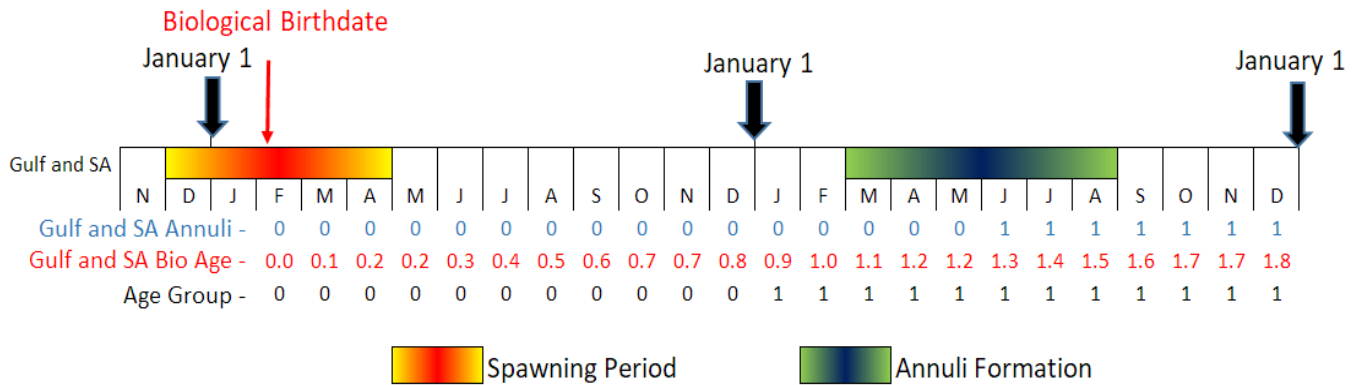 Biological Birthdate
January 1 January 1 January 1
Gulf and SA
N D J F M A M J J A S O N D J F M A M J J A S O N D
Gulf and SA Annuli - 0 0 0 0 0 0 0 0 0 0 0 0 0 0 0 0 1 1 1 1 1 1 1
Gulf and SA Bio Age - 0.0 0.1 0.2 0.2 0.3 0.4 0.5 0.6 0.7 0.7 0.8 0.9 1.0 1.1 1.2 1.2 1.3 1.4 1.5 1.6 1.7 1.7 1.8
Age Group - 0 0 0 0 0 0 0 0 0 0 0 1 1 1 1 1 1 1 1 1 1 1 1
Spawning Period Annuli Formation